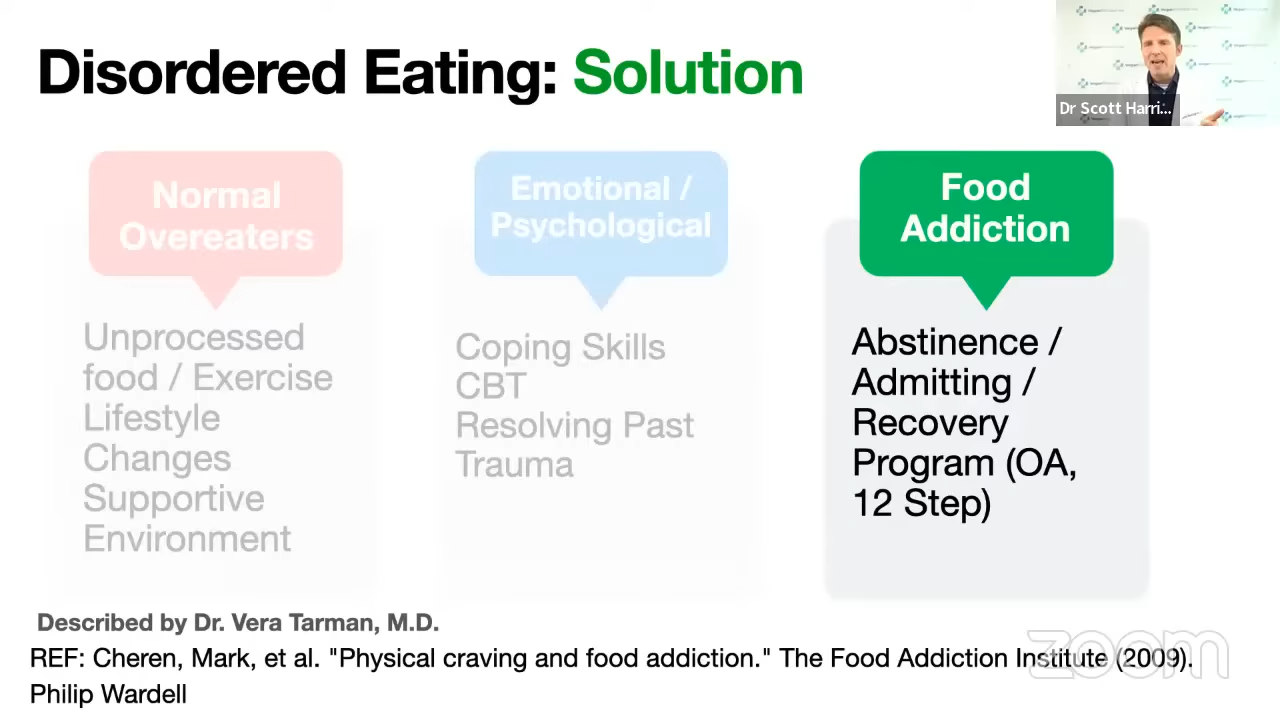 Disordered Eating: Solution
Dr Scott Harri...
Normal
Overeaters
Unprocessed
food / Exercise
Lifestyle
Changes
Supportive
Environment
Emotional /
Psychological
Coping Skills
CBT
Resolving Past
Trauma
Food
Addiction
Abstinence /
Admitting /
Recovery
Program (OA,
12 Step)
Described by Dr. Vera Tarman, M.D.
REF: Cheren, Mark, et al. "Physical craving and food addiction." The Food Addiction Institute (2009).
Philip Wardell
zoom